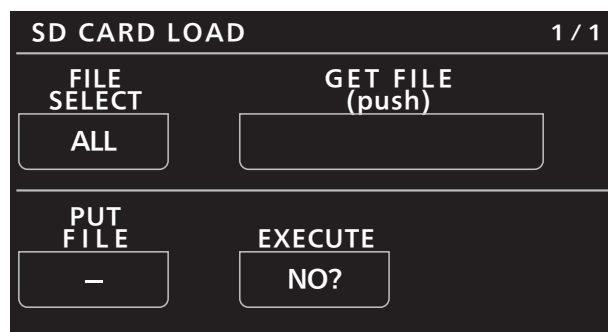 SD CARD LOAD 1/1
FILE SELECT
GET FILE (push)
ALL
PUT FILE
EXECUTE
–
NO?